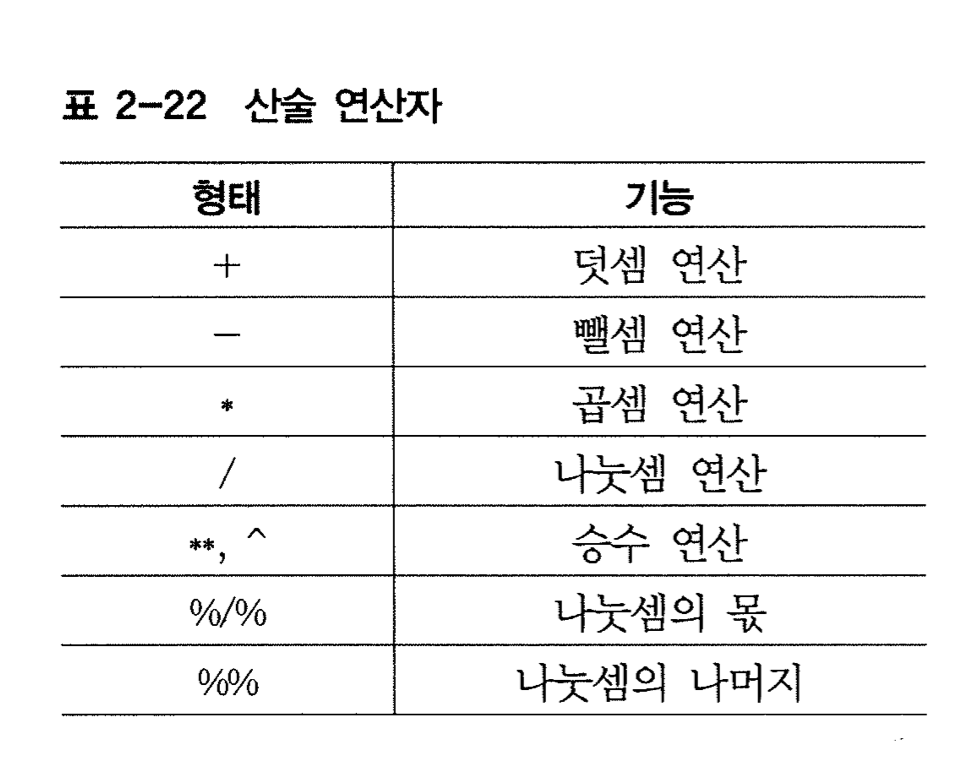 표 2-22 산술 연산자
형태 기능
+ 덧셈 연산
− 뺄셈 연산
* 곱셈 연산
/ 나눗셈 연산
**, ^ 승수 연산
%/% 나눗셈의 몫
%% 나눗셈의 나머지